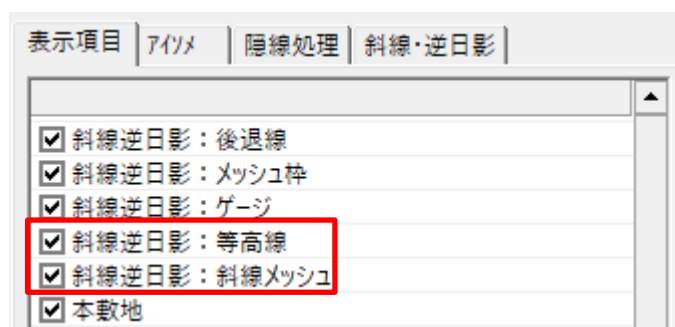 表示項目 アイソメ 隠線処理 斜線・逆日影
斜線逆日影：後退線
斜線逆日影：メッシュ枠
斜線逆日影：ゲージ
斜線逆日影：等高線
斜線逆日影：斜線メッシュ
本敷地